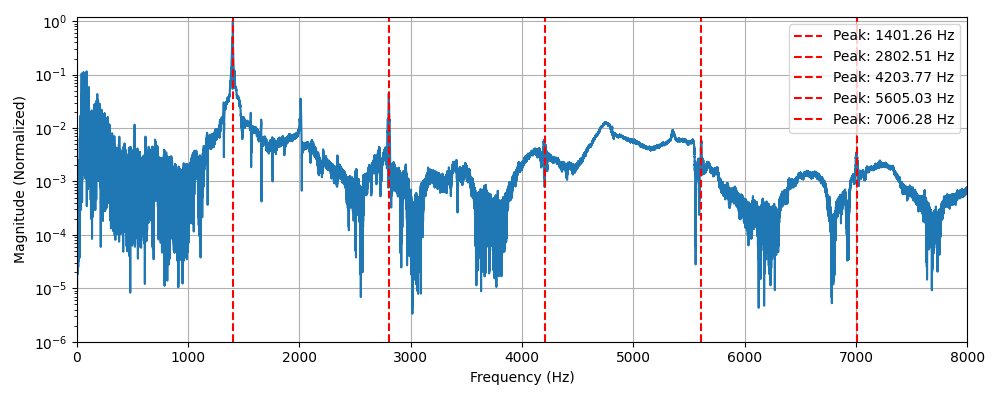 10⁰
10⁻¹
10⁻²
10⁻³
10⁻⁴
10⁻⁵
10⁻⁶
Magnitude (Normalized)
Peak: 1401.26 Hz
Peak: 2802.51 Hz
Peak: 4203.77 Hz
Peak: 5605.03 Hz
Peak: 7006.28 Hz
0 1000 2000 3000 4000 5000 6000 7000 8000
Frequency (Hz)